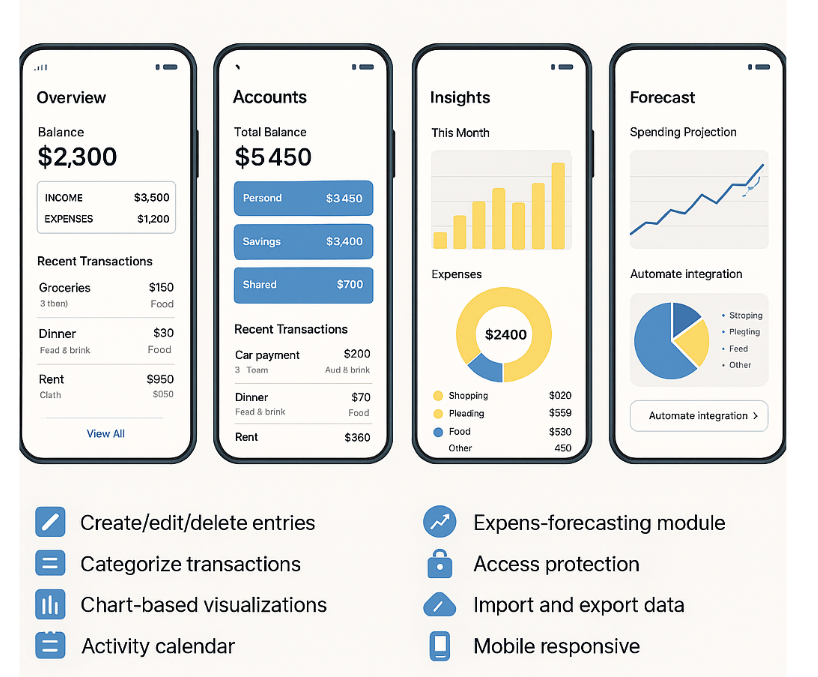 Overview
Balance
$2,300
INCOME $3,500
EXPENSES $1,200
Recent Transactions
Groceries $150
3 tben) Food
Dinner $30
Fead & brink Food
Rent $950
Clath $050
View All
Accounts
Total Balance
$5 450
Persond $3 450
Savings $3,400
Shared $700
Recent Transactions
Car payment $200
3 Toam Aud & brink
Dinner $70
Fead & brink Food
Rent $360
Insights
This Month
Expenses
$2400
Shopping $020
Pleading $559
Food $530
Other 450
Forecast
Spending Projection
Automate integration
Stroping
Plegting
Feed
Other
Automate integration >
Create/edit/delete entries
Categorize transactions
Chart-based visualizations
Activity calendar
Expens-forecasting module
Access protection
Import and export data
Mobile responsive